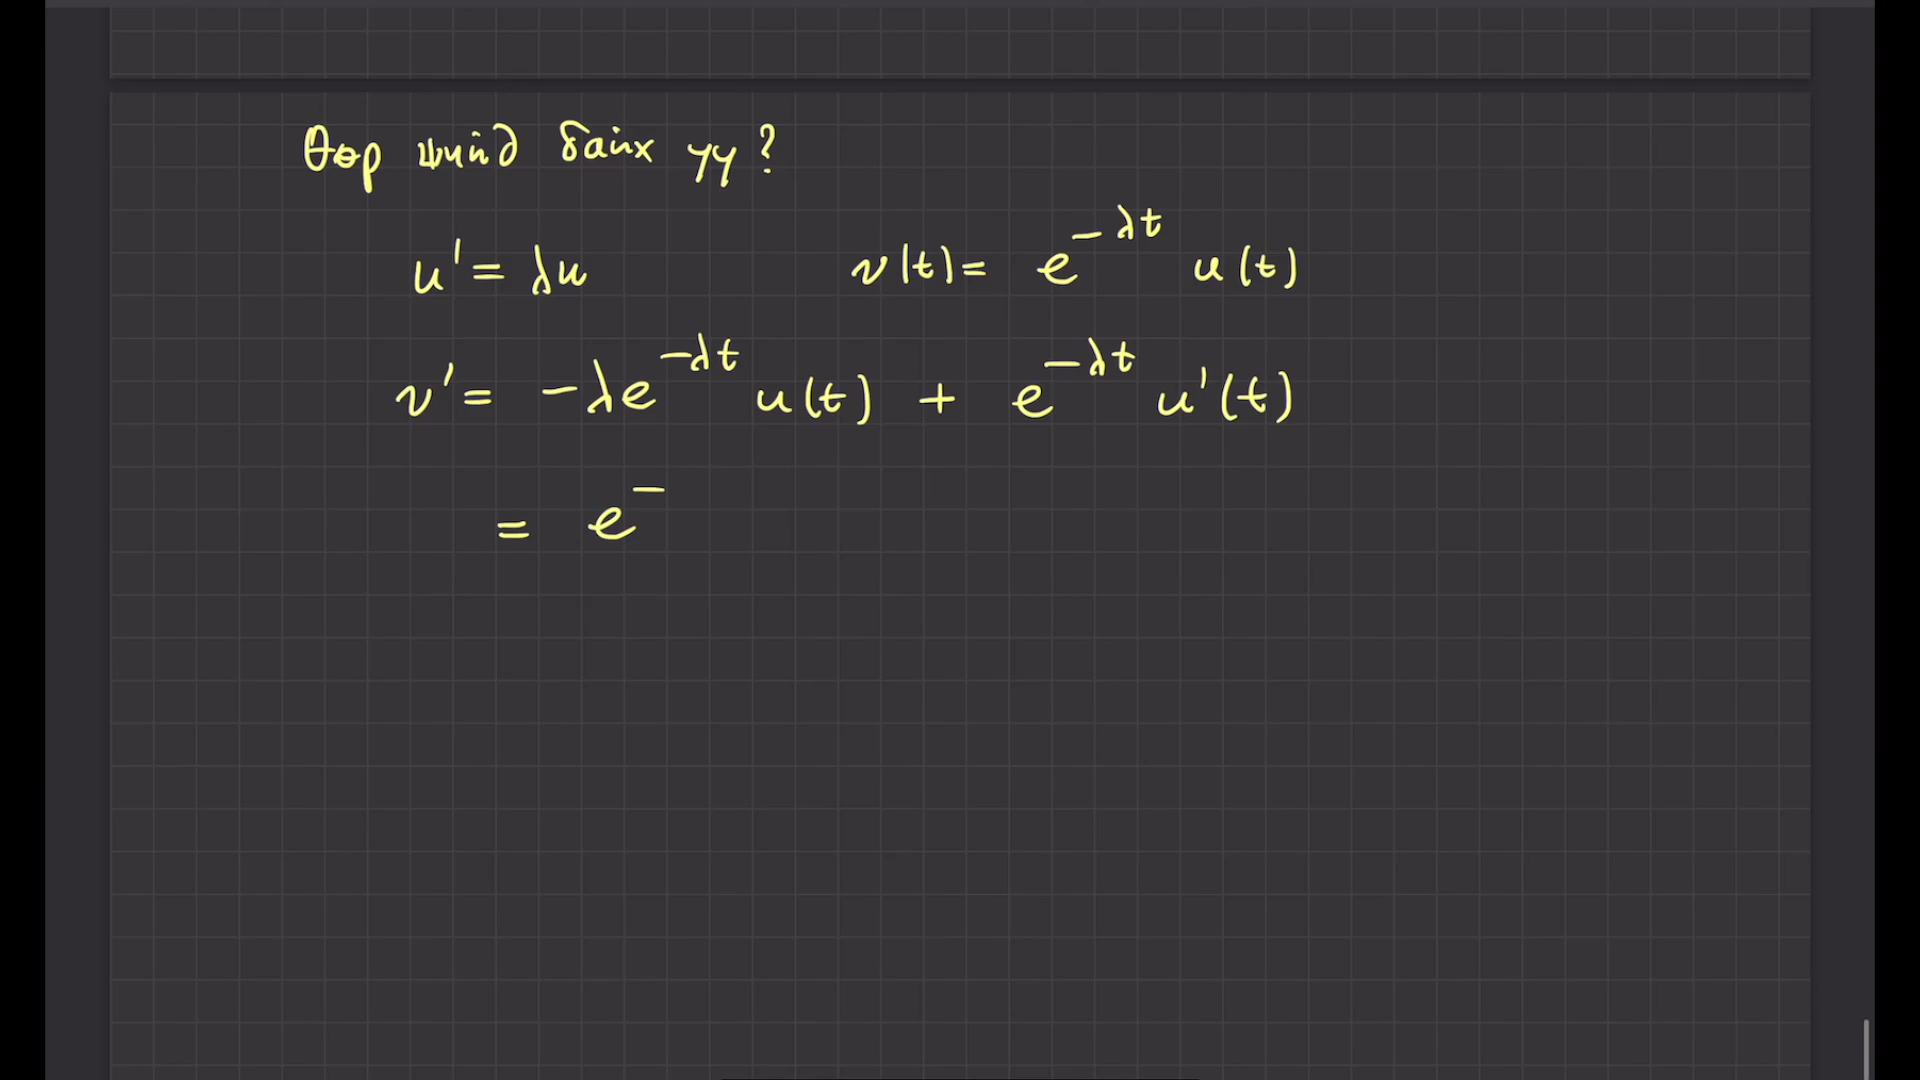 Өөр шийд байх уу?
u' = λu v(t) = e^{-λt} u(t)
v' = -λe^{-λt} u(t) + e^{-λt} u'(t)
= e^{-